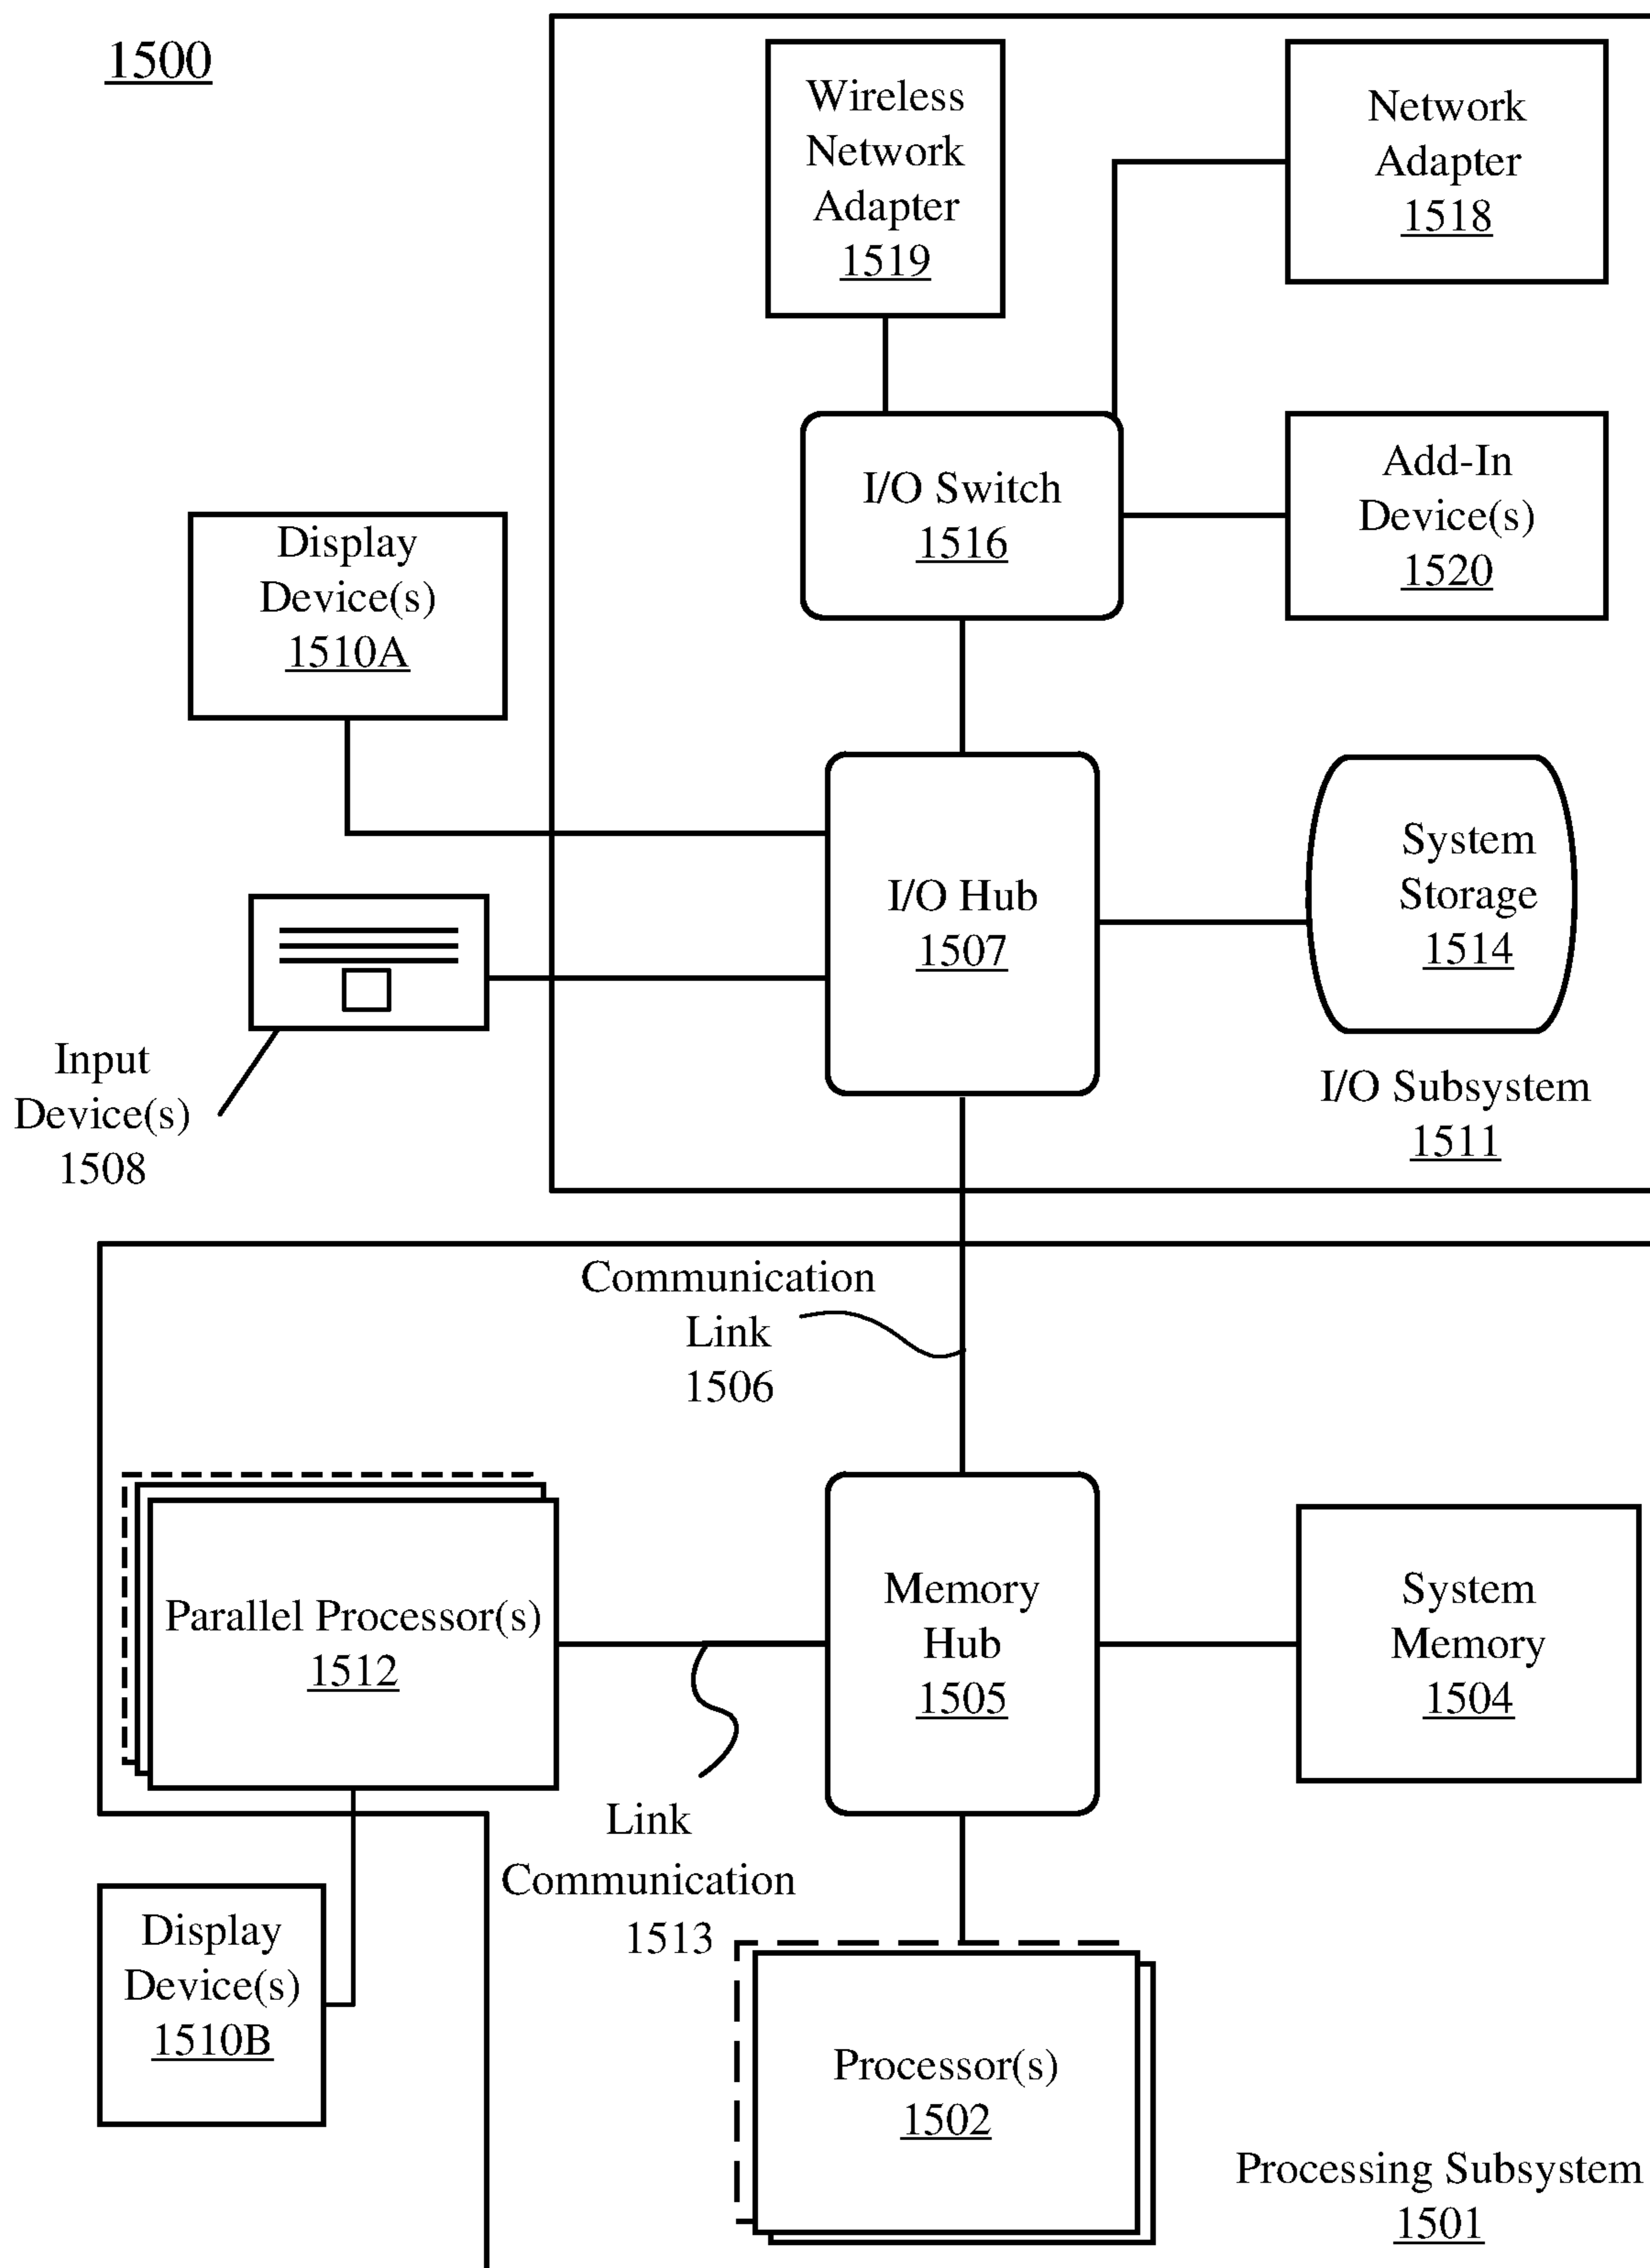 1500
Wireless
Network
Adapter
1519
Network
Adapter
1518
I/O Switch
1516
Add-In
Device(s)
1520
Display
Device(s)
1510A
I/O Hub
1507
System
Storage
1514
Input
Device(s)
1508
I/O Subsystem
1511
Communication
Link
1506
Parallel Processor(s)
1512
Memory
Hub
1505
System
Memory
1504
Link
Communication
1513
Display
Device(s)
1510B
Processor(s)
1502
Processing Subsystem
1501